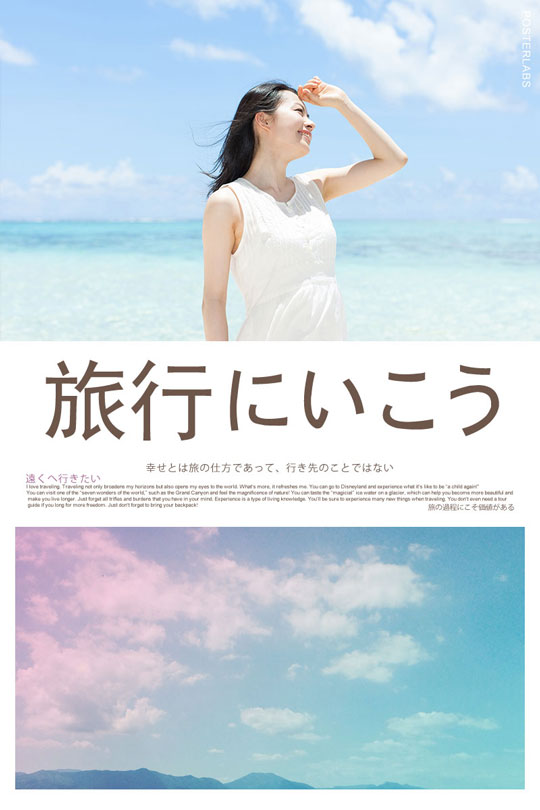 POSTERLABS
旅行にいこう
幸せとは旅の仕方であって、行き先のことではない
遠くへ行きたい
I love traveling. Traveling not only broadens my horizons but also opens my eyes to the world. What's more, it refreshes me. You can go to Disneyland and experience what it's like to be "a child again!"
You can visit one of the "seven wonders of the world," such as the Grand Canyon and feel the magnificence of nature! You can taste the "magical" ice water on a glacier, which can help you become more beautiful and
make you live longer. Just forget all trifles and burdens that you have in your mind. Experience is a type of living knowledge. You'll be sure to experience many new things when traveling. You don't even need a tour
guide if you long for more freedom. Just don't forget to bring your backpack!
旅の過程にこそ価値がある